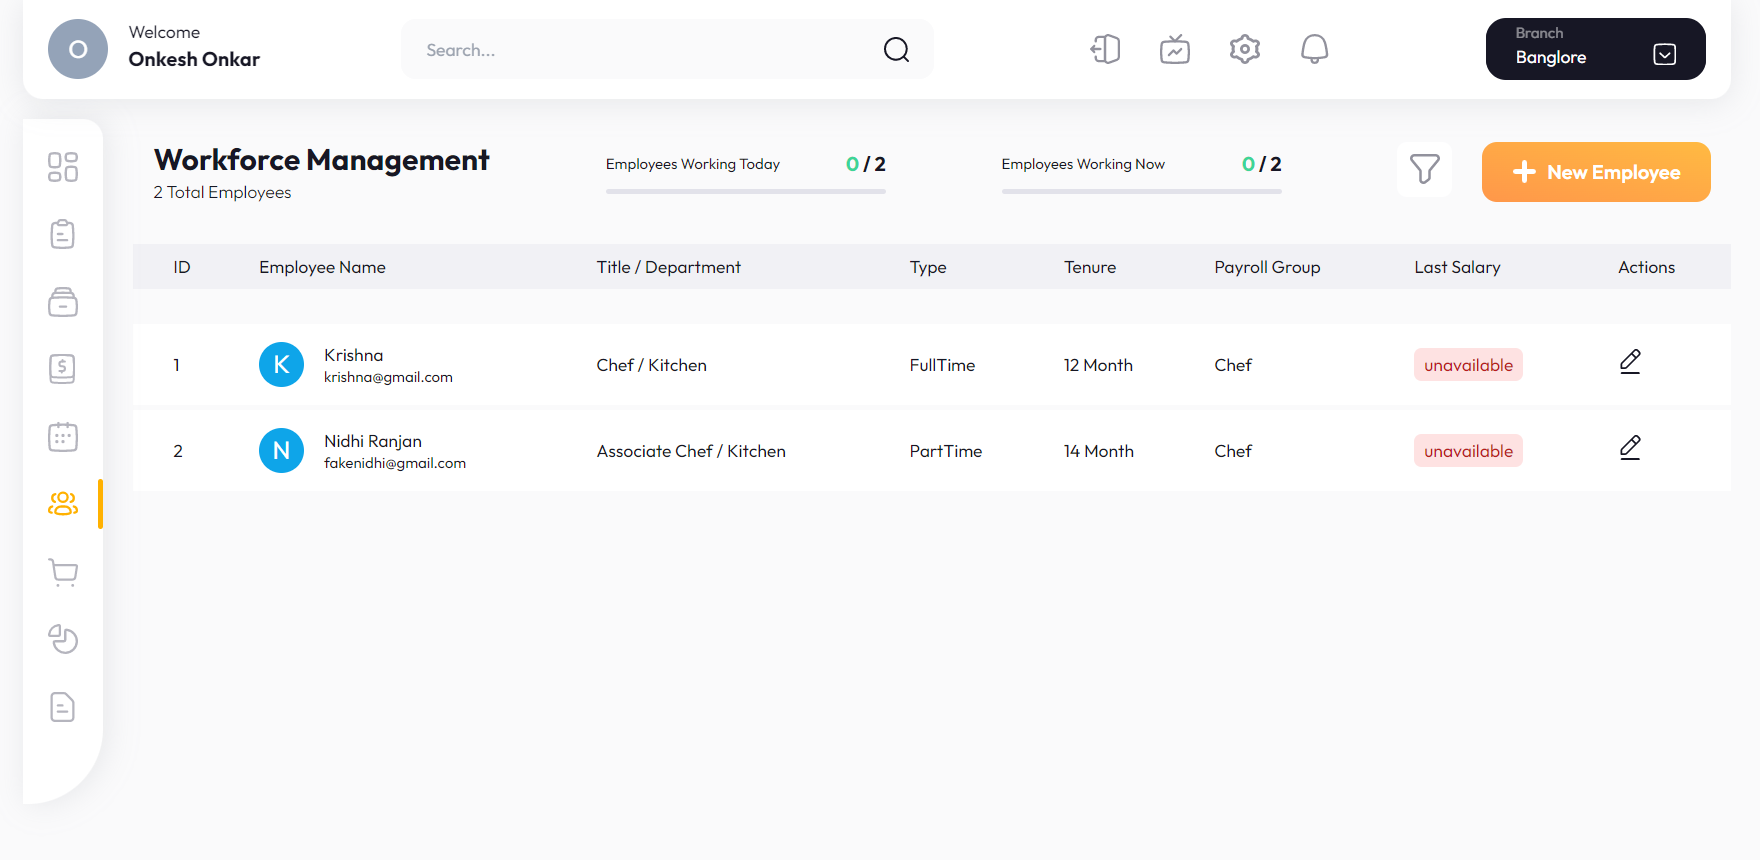 O
Welcome
Onkesh Onkar
Search...
Branch
Banglore
Workforce Management
2 Total Employees
Employees Working Today 0 / 2
Employees Working Now 0 / 2
New Employee
ID Employee Name Title / Department Type Tenure Payroll Group Last Salary Actions
1 K Krishna Chef / Kitchen FullTime 12 Month Chef unavailable
krishna@gmail.com
2 N Nidhi Ranjan Associate Chef / Kitchen PartTime 14 Month Chef unavailable
fakenidhi@gmail.com